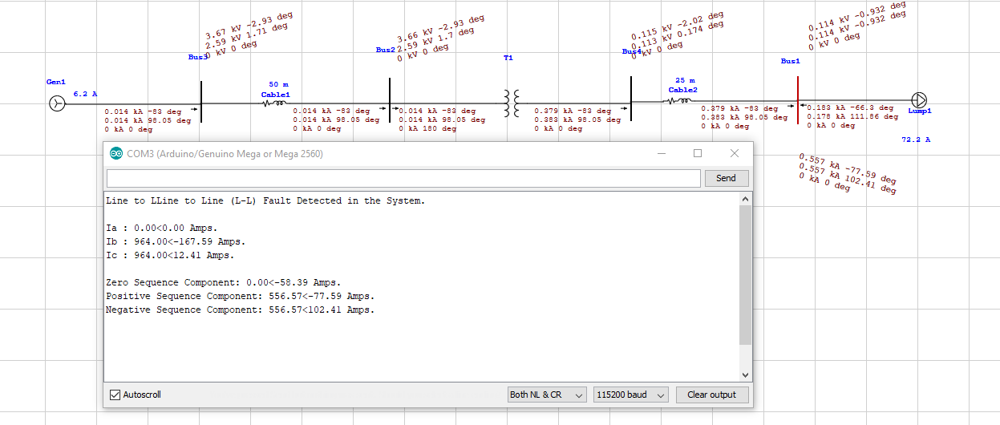 3.67 kV -2.93 deg
2.59 kV 1.71 deg
0 kV 0 deg
Bus3
3.66 kV -2.93 deg
2.59 kV 1.7 deg
0 kV 0 deg
Bus2
T1
0.115 kV -2.02 deg
0.113 kV 0.174 deg
0 kV 0 deg
Bus4
0.114 kV -0.932 deg
0.114 kV -0.932 deg
0 kV 0 deg
Bus1
Gen1
6.2 A
50 m
Cable1
25 m
Cable2
Lump1
72.2 A
0.014 kA -83 deg
0.014 kA 98.05 deg
0 kA 0 deg
0.014 kA -83 deg
0.014 kA 98.05 deg
0 kA 0 deg
0.014 kA -83 deg
0.014 kA 98.05 deg
0 kA 180 deg
0.379 kA -83 deg
0.383 kA 98.05 deg
0 kA 0 deg
0.379 kA -83 deg
0.383 kA 98.05 deg
0 kA 0 deg
0.183 kA -66.3 deg
0.178 kA 111.86 deg
0 kA 0 deg
0.557 kA -77.59 deg
0.557 kA 102.41 deg
0 kA 0 deg
COM3 (Arduino/Genuino Mega or Mega 2560)
Send
Line to LLine to Line (L-L) Fault Detected in the System.
Ia : 0.00<0.00 Amps.
Ib : 964.00<-167.59 Amps.
Ic : 964.00<12.41 Amps.
Zero Sequence Component: 0.00<-58.39 Amps.
Positive Sequence Component: 556.57<-77.59 Amps.
Negative Sequence Component: 556.57<102.41 Amps.
Autoscroll
Both NL & CR
115200 baud
Clear output